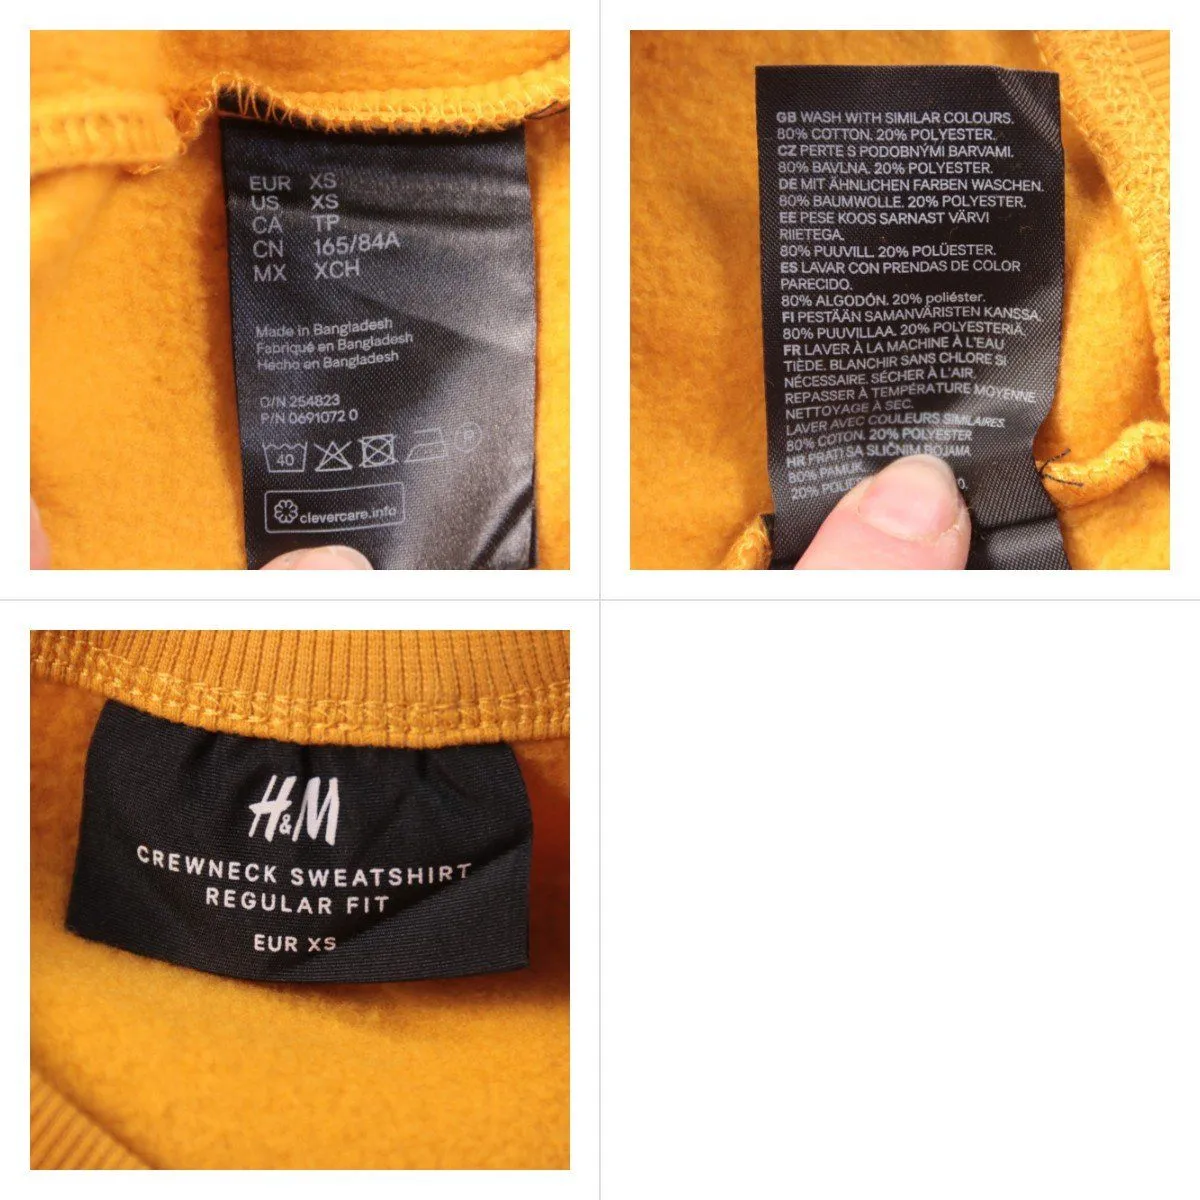 EUR XS
US XS
CA TP
CN 165/84A
MX XCH
Made in Bangladesh
Fabriqué en Bangladesh
Hecho en Bangladesh
O/N 254823
P/N 0691072 0
40
P
clevercare.info
GB WASH WITH SIMILAR COLOURS.
80% COTTON. 20% POLYESTER.
CZ PERTE S PODOBNÝMI BARVAMI.
80% BAVLNA. 20% POLYESTER.
DE MIT ÄHNLICHEN FARBEN WASCHEN.
80% BAUMWOLLE. 20% POLYESTER.
EE PESE KOOS SARNAST VÄRVI
RIIETEGA.
80% PUUVILL. 20% POLÜESTER.
ES LAVAR CON PRENDAS DE COLOR
PARECIDO.
80% ALGODÓN. 20% poliéster.
FI PESTÄÄN SAMANVÄRISTEN KANSSA.
80% PUUVILLAA. 20% POLYESTERIÄ.
FR LAVER À LA MACHINE À L'EAU
TIÈDE. BLANCHIR SANS CHLORE SI
NÉCESSAIRE. SÉCHER À L'AIR.
REPASSER À TEMPÉRATURE MOYENNE
NETTOYAGE À SEC.
LAVER AVEC COULEURS SIMILAIRES.
80% COTON. 20% POLYESTER
HR PRATI SA SLIČNIM BOJAMA
80% PAMUK.
20%
H&M
CREWNECK SWEATSHIRT
REGULAR FIT
EUR XS